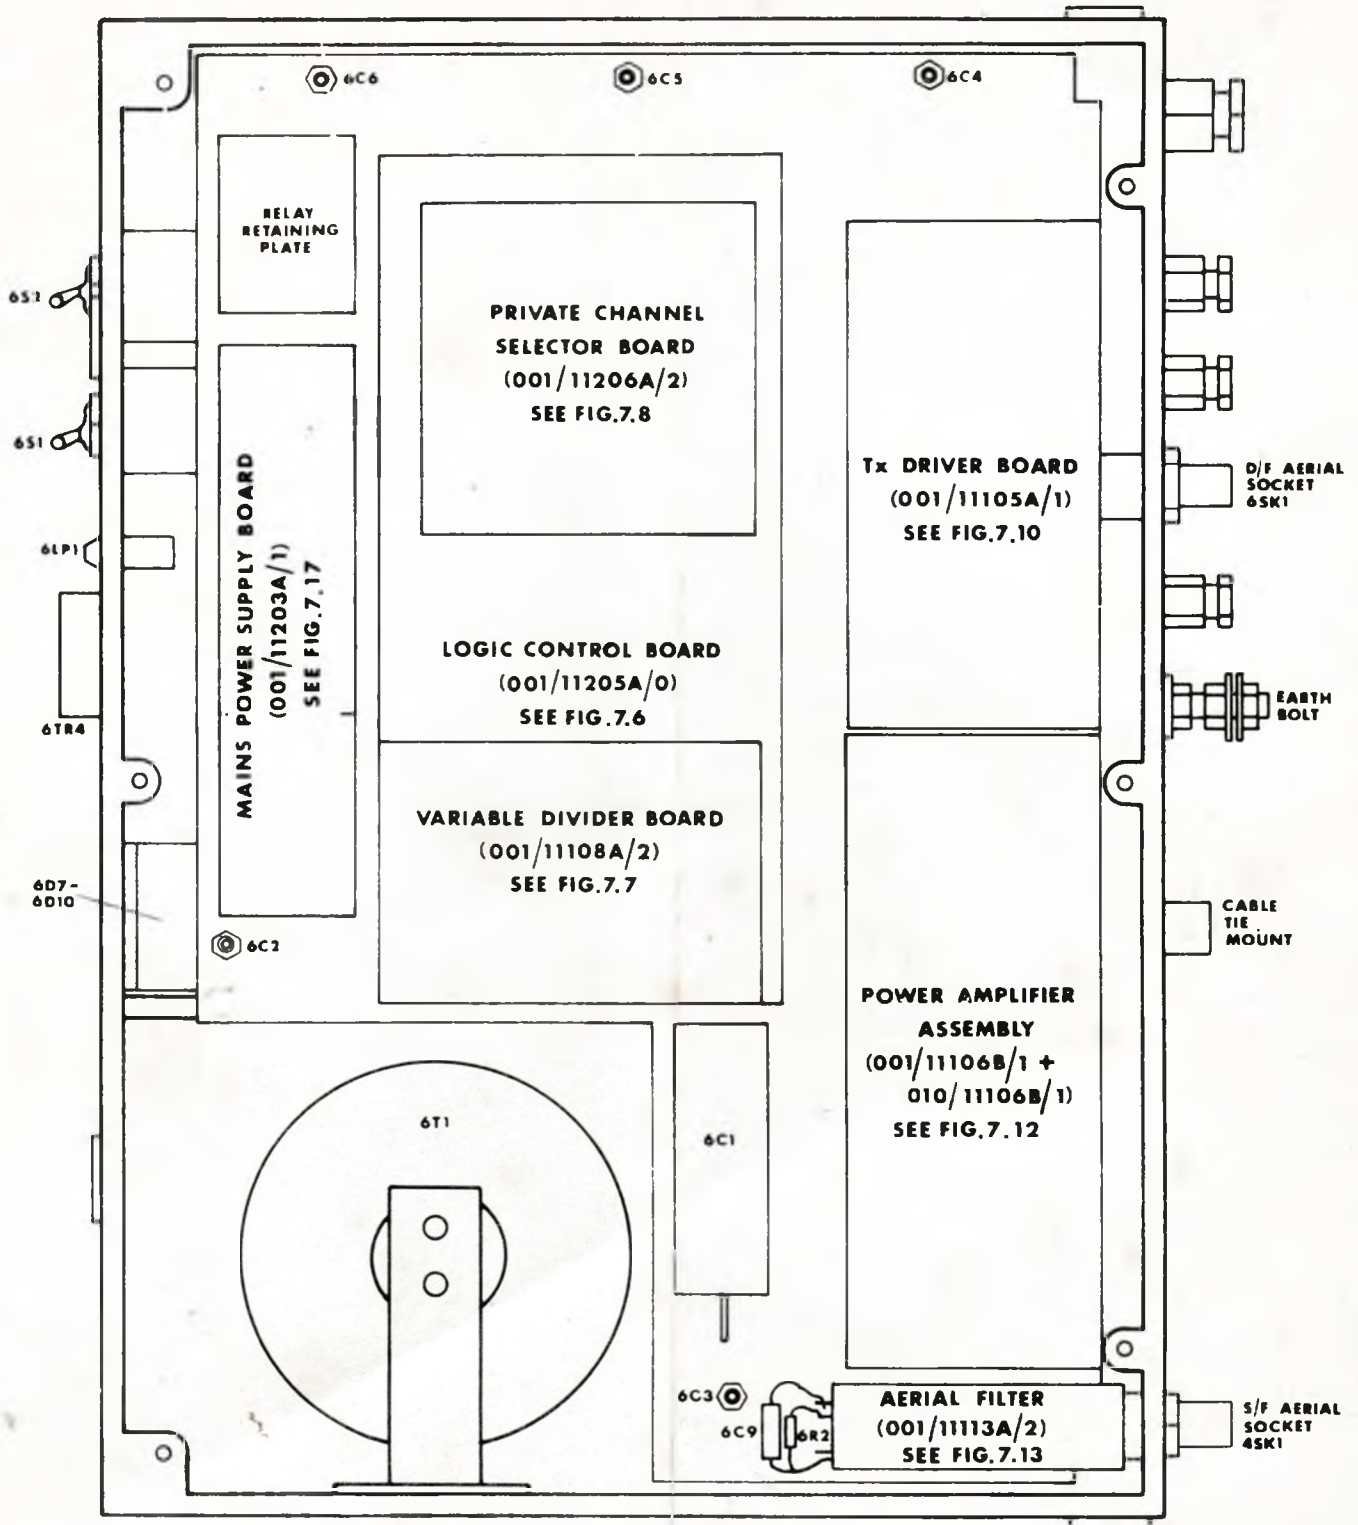 6C6
6C5
6C4
RELAY
RETAINING
PLATE
6S2
6S1
6LP1
6TR4
6D7-
6D10
MAINS POWER SUPPLY BOARD
(001/11203A/1)
SEE FIG.7.17
PRIVATE CHANNEL
SELECTOR BOARD
(001/11206A/2)
SEE FIG.7.8
LOGIC CONTROL BOARD
(001/11205A/0)
SEE FIG.7.6
VARIABLE DIVIDER BOARD
(001/11108A/2)
SEE FIG.7.7
Tx DRIVER BOARD
(001/11105A/1)
SEE FIG.7.10
D/F AERIAL
SOCKET
6SK1
EARTH
BOLT
CABLE
TIE
MOUNT
6C2
POWER AMPLIFIER
ASSEMBLY
(001/11106B/1 +
010/11106B/1)
SEE FIG.7.12
6T1
6C1
6C3
6C9
6R2
AERIAL FILTER
(001/11113A/2)
SEE FIG.7.13
S/F AERIAL
SOCKET
4SK1